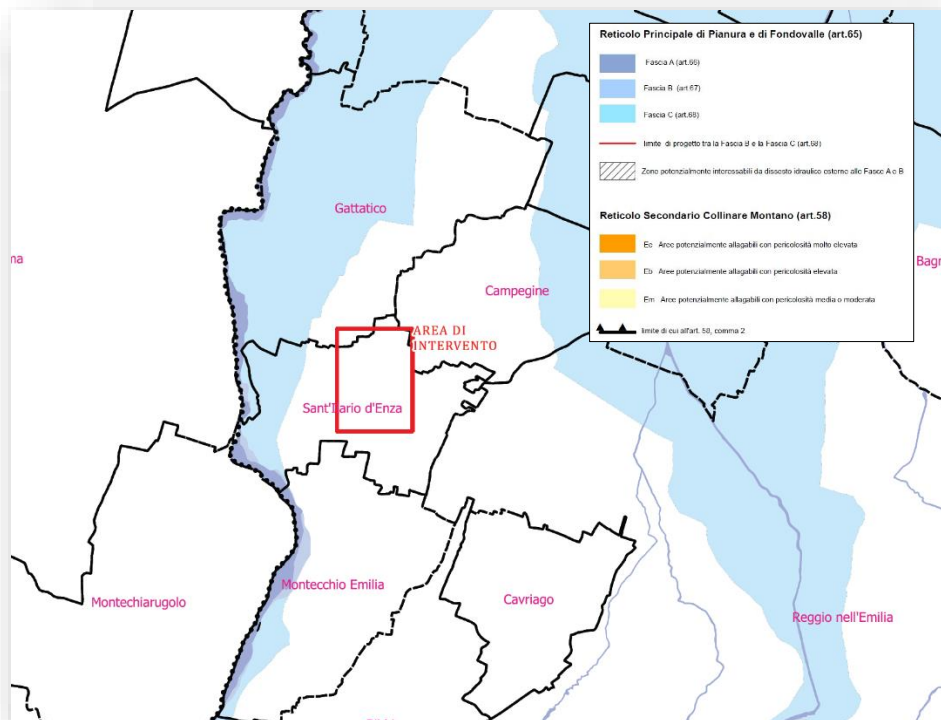 Reticolo Principale di Pianura e di Fondovalle (art.65)
Fascia A (art.66)
Fascia B (art.67)
Fascia C (art.68)
limite di progetto tra la Fascia B e la Fascia C (art.68)
Zone potenzialmente interessabili da dissesto idraulico esterne alle Fasce A e B
Reticolo Secondario Collinare Montano (art.58)
Ee Aree potenzialmente allagabili con pericolosità molto elevata
Eb Aree potenzialmente allagabili con pericolosità elevata
Em Aree potenzialmente allagabili con pericolosità media o moderata
limite di cui all'art. 58, comma 2
Gattatico
ma
Bagn
Campegine
AREA DI
INTERVENTO
Sant'Ilario d'Enza
Montecchio Emilia
Montechiarugolo
Cavriago
Reggio nell'Emilia